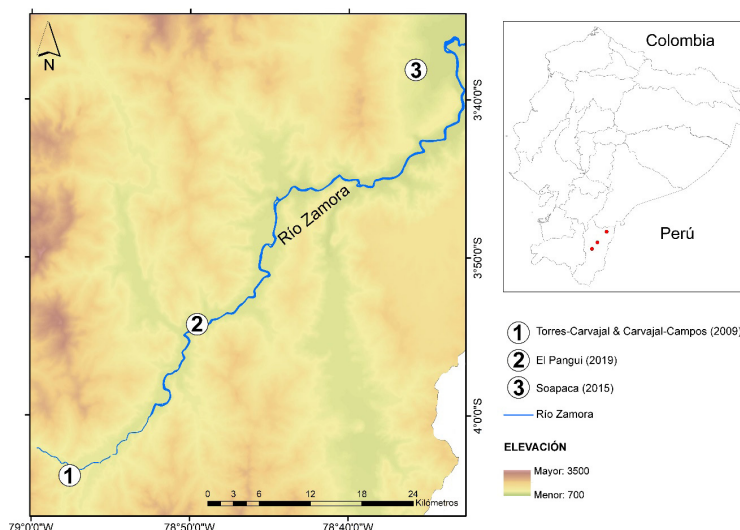 N
3
Río Zamora
2
1
0 3 6 12 18 24
Kilómetros
3°40'0"S
3°50'0"S
4°0'0"S
79°0'0"W
78°50'0"W
78°40'0"W
Colombia
Perú
1 Torres-Carvajal & Carvajal-Campos (2009)
2 El Pangui (2019)
3 Soapaca (2015)
Río Zamora
ELEVACIÓN
Mayor: 3500
Menor: 700